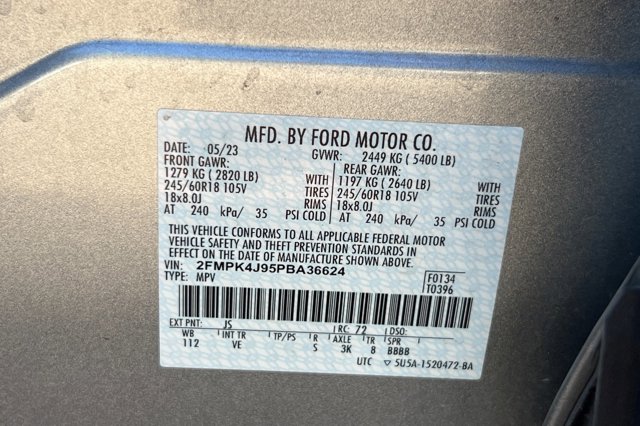 MFD. BY FORD MOTOR CO.
DATE: 05/23 GVWR: 2449 KG ( 5400 LB)
FRONT GAWR: REAR GAWR:
1279 KG ( 2820 LB) WITH 1197 KG ( 2640 LB) WITH
245/60R18 105V TIRES 245/60R18 105V TIRES
18x8.0J RIMS 18x8.0J RIMS
AT 240 kPa/ 35 PSI COLD AT 240 kPa/ 35 PSI COLD
THIS VEHICLE CONFORMS TO ALL APPLICABLE FEDERAL MOTOR
VEHICLE SAFETY AND THEFT PREVENTION STANDARDS IN
EFFECT ON THE DATE OF MANUFACTURE SHOWN ABOVE.
VIN: 2FMPK4J95PBA36624 F0134
TYPE: MPV T0396
EXT PNT: JS RC: 72 DSO:
WB INT TR TP/PS R AXLE TR SPR
112 VE S 3K 8 BBBB
UTC ▽ 5U5A-1520472-BA